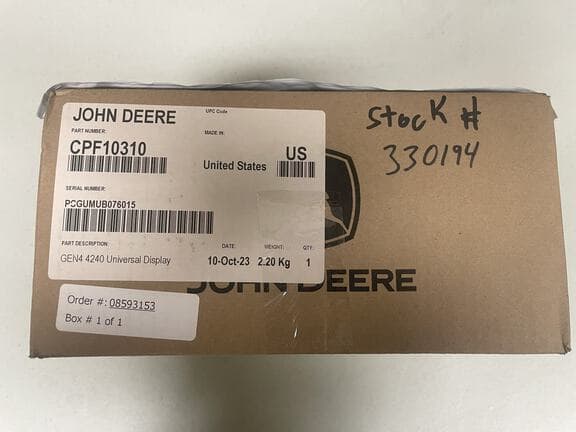 JOHN DEERE
UPC Code
PART NUMBER:
MADE IN:
CPF10310
United States
US
SERIAL NUMBER:
PCGUMUB076015
PART DESCRIPTION:
DATE:
WEIGHT:
QTY:
GEN4 4240 Universal Display
10-Oct-23
2.20 Kg
1
Order #: 08593153
Box # 1 of 1
Stock #
330194
JOHN DEERE